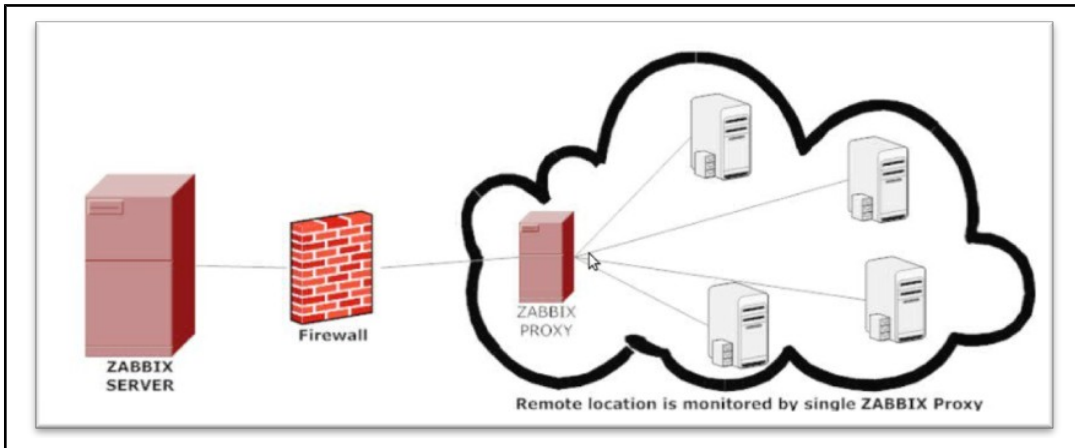 ZABBIX
SERVER
Firewall
ZABBIX
PROXY
Remote location is monitored by single ZABBIX Proxy